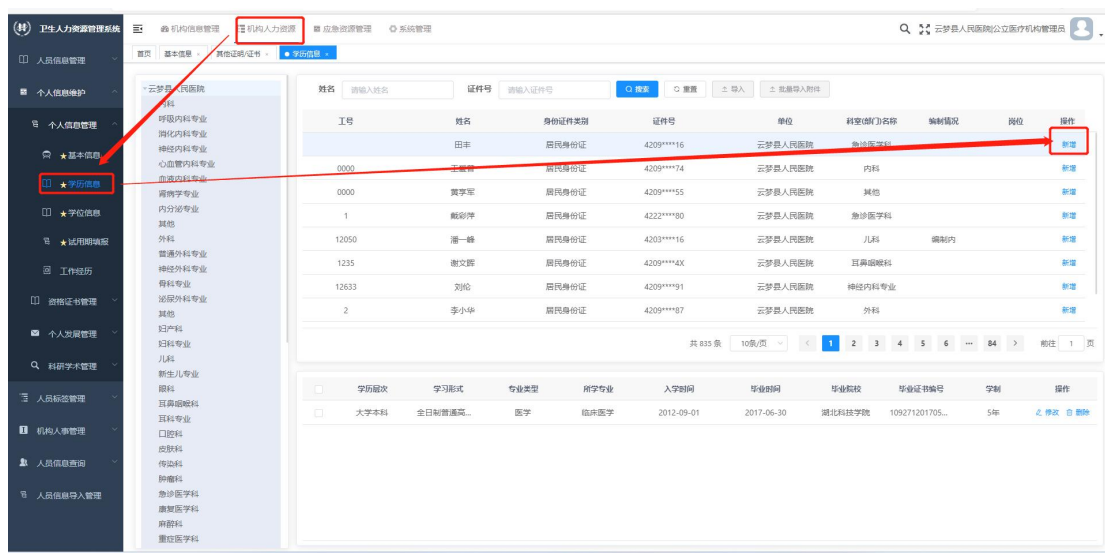 卫生人力资源管理系统
机构信息管理 机构人力资源 应急资源管理 系统管理
云梦县人民医院|公立医疗机构管理员
首页 基本信息 其他证明/证书 学历信息
人员信息管理
个人信息维护
个人信息管理
★基本信息
★学历信息
★学位信息
★试用期填报
工作经历
资格证书管理
个人发展管理
科研学术管理
人员标签管理
机构人事管理
人员信息查询
人员信息导入管理
云梦县人民医院
内科
呼吸内科专业
消化内科专业
神经内科专业
心血管内科专业
血液内科专业
肾病学专业
内分泌专业
其他
外科
普通外科专业
神经外科专业
骨科专业
泌尿外科专业
其他
妇产科
妇科专业
儿科
新生儿专业
眼科
耳鼻咽喉科
耳科专业
口腔科
皮肤科
传染科
肿瘤科
急诊医学科
康复医学科
麻醉科
重症医学科
姓名 请输入姓名 证件号 请输入证件号 搜索 重置 导入 批量导入附件
工号 姓名 身份证件类别 证件号 单位 科室(部门)名称 编制情况 岗位 操作
田丰 居民身份证 4209****16 云梦县人民医院 急诊医学科 新增
0000 居民身份证 4209****74 云梦县人民医院 内科 新增
0000 黄享军 居民身份证 4209****55 云梦县人民医院 其他 新增
1 戴彩萍 居民身份证 4222****80 云梦县人民医院 急诊医学科 新增
12050 潘一峰 居民身份证 4203****16 云梦县人民医院 儿科 编制内 新增
1235 谢文辉 居民身份证 4209****4X 云梦县人民医院 耳鼻咽喉科 新增
12633 刘伦 居民身份证 4209****91 云梦县人民医院 神经内科专业 新增
2 李小华 居民身份证 4209****87 云梦县人民医院 外科 新增
共 835 条 10条/页 < 1 2 3 4 5 6 ··· 84 > 前往 1 页
学历层次 学习形式 专业类型 所学专业 入学时间 毕业时间 毕业院校 毕业证书编号 学制 操作
大学本科 全日制普通高... 医学 临床医学 2012-09-01 2017-06-30 湖北科技学院 109271201705... 5年 修改 删除